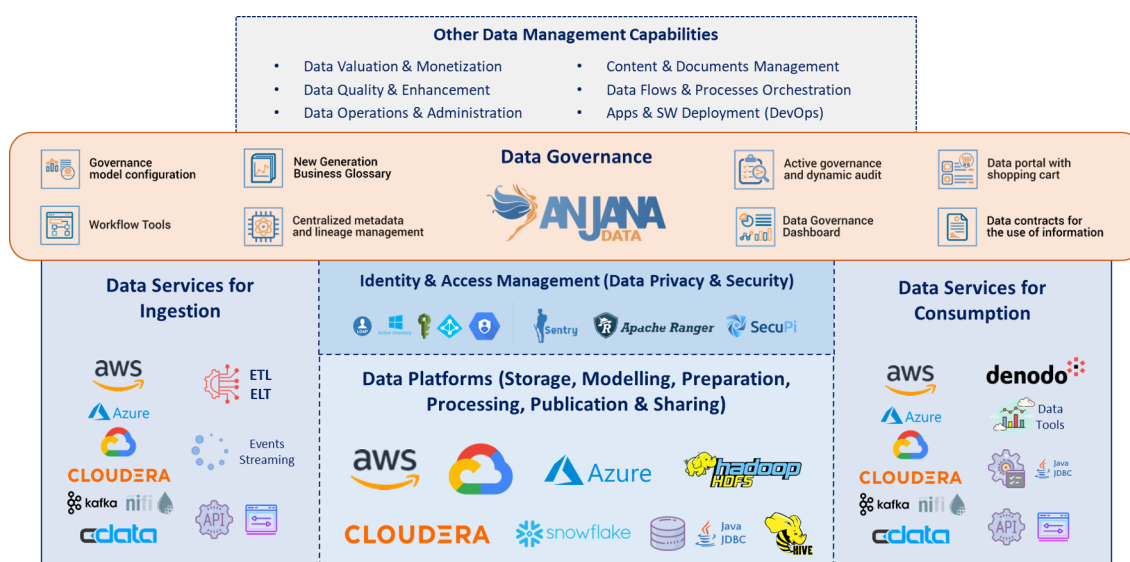 Other Data Management Capabilities
• Data Valuation & Monetization
• Data Quality & Enhancement
• Data Operations & Administration
• Content & Documents Management
• Data Flows & Processes Orchestration
• Apps & SW Deployment (DevOps)
Data Governance
Governance
model configuration
New Generation
Business Glossary
Workflow Tools
Centralized metadata
and lineage management
ANJANA
DATA
Active governance
and dynamic audit
Data portal with
shopping cart
Data Governance
Dashboard
Data contracts for
the use of information
Data Services for
Ingestion
aws
Azure
CLOUDERA
kafka
nifi
cdata
ETL
ELT
Events
Streaming
API
Identity & Access Management (Data Privacy & Security)
LDAP
Active Directory
Sentry
R
Apache Ranger
SecuPi
Data Platforms (Storage, Modelling, Preparation,
Processing, Publication & Sharing)
aws
Azure
hadoop
HDFS
CLOUDERA
snowflake
Java
JDBC
HIVE
Data Services for
Consumption
aws
Azure
CLOUDERA
kafka
nifi
cdata
denodo
Data
Tools
Java
JDBC
API